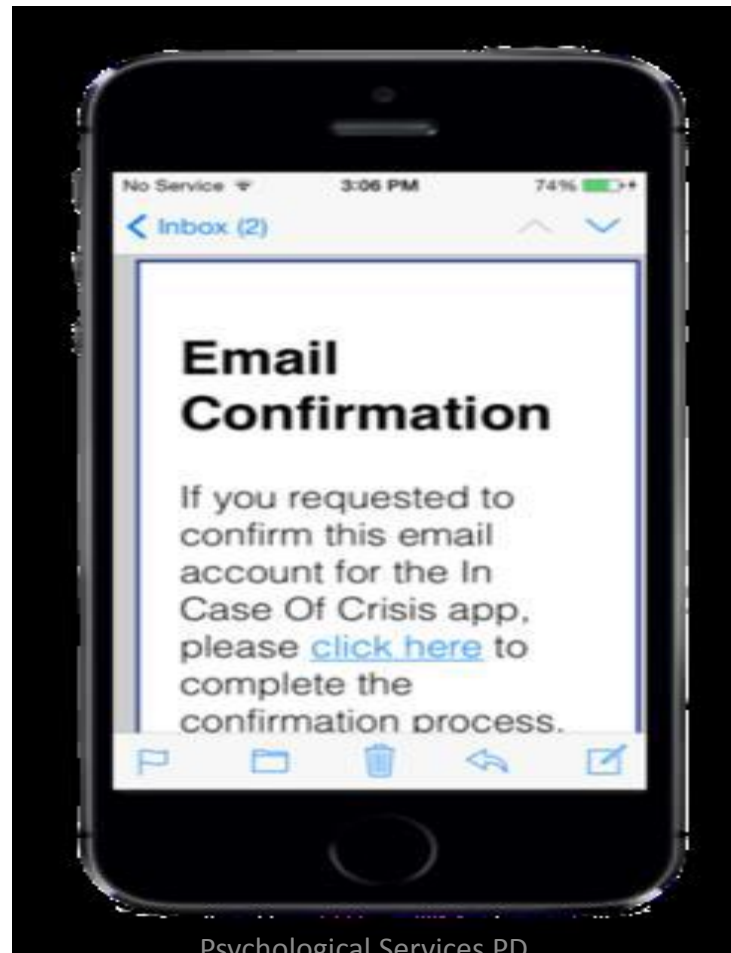 No Service 3:06 PM 74%
Inbox (2)
Email
Confirmation
If you requested to
confirm this email
account for the In
Case Of Crisis app,
please click here to
complete the
confirmation process.
Psychological Services PD